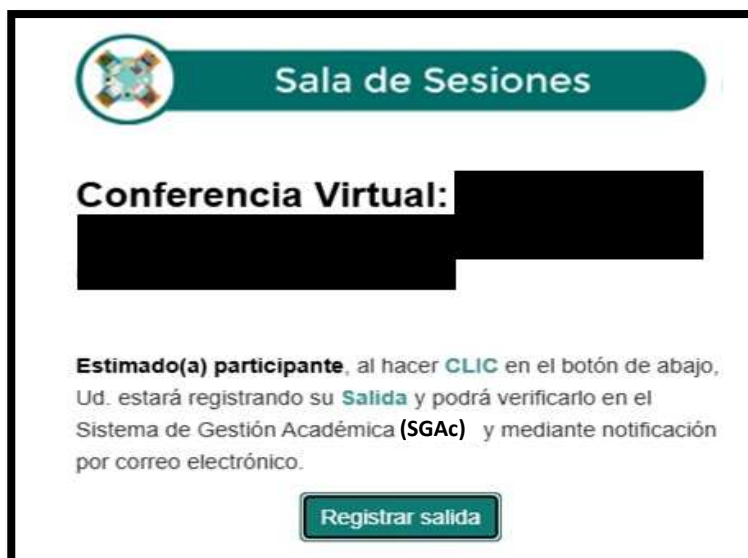 Sala de Sesiones
Conferencia Virtual:
Estimado(a) participante, al hacer CLIC en el botón de abajo,
Ud. estará registrando su Salida y podrá verificarlo en el
Sistema de Gestión Académica (SGAc) y mediante notificación
por correo electrónico.
Registrar salida